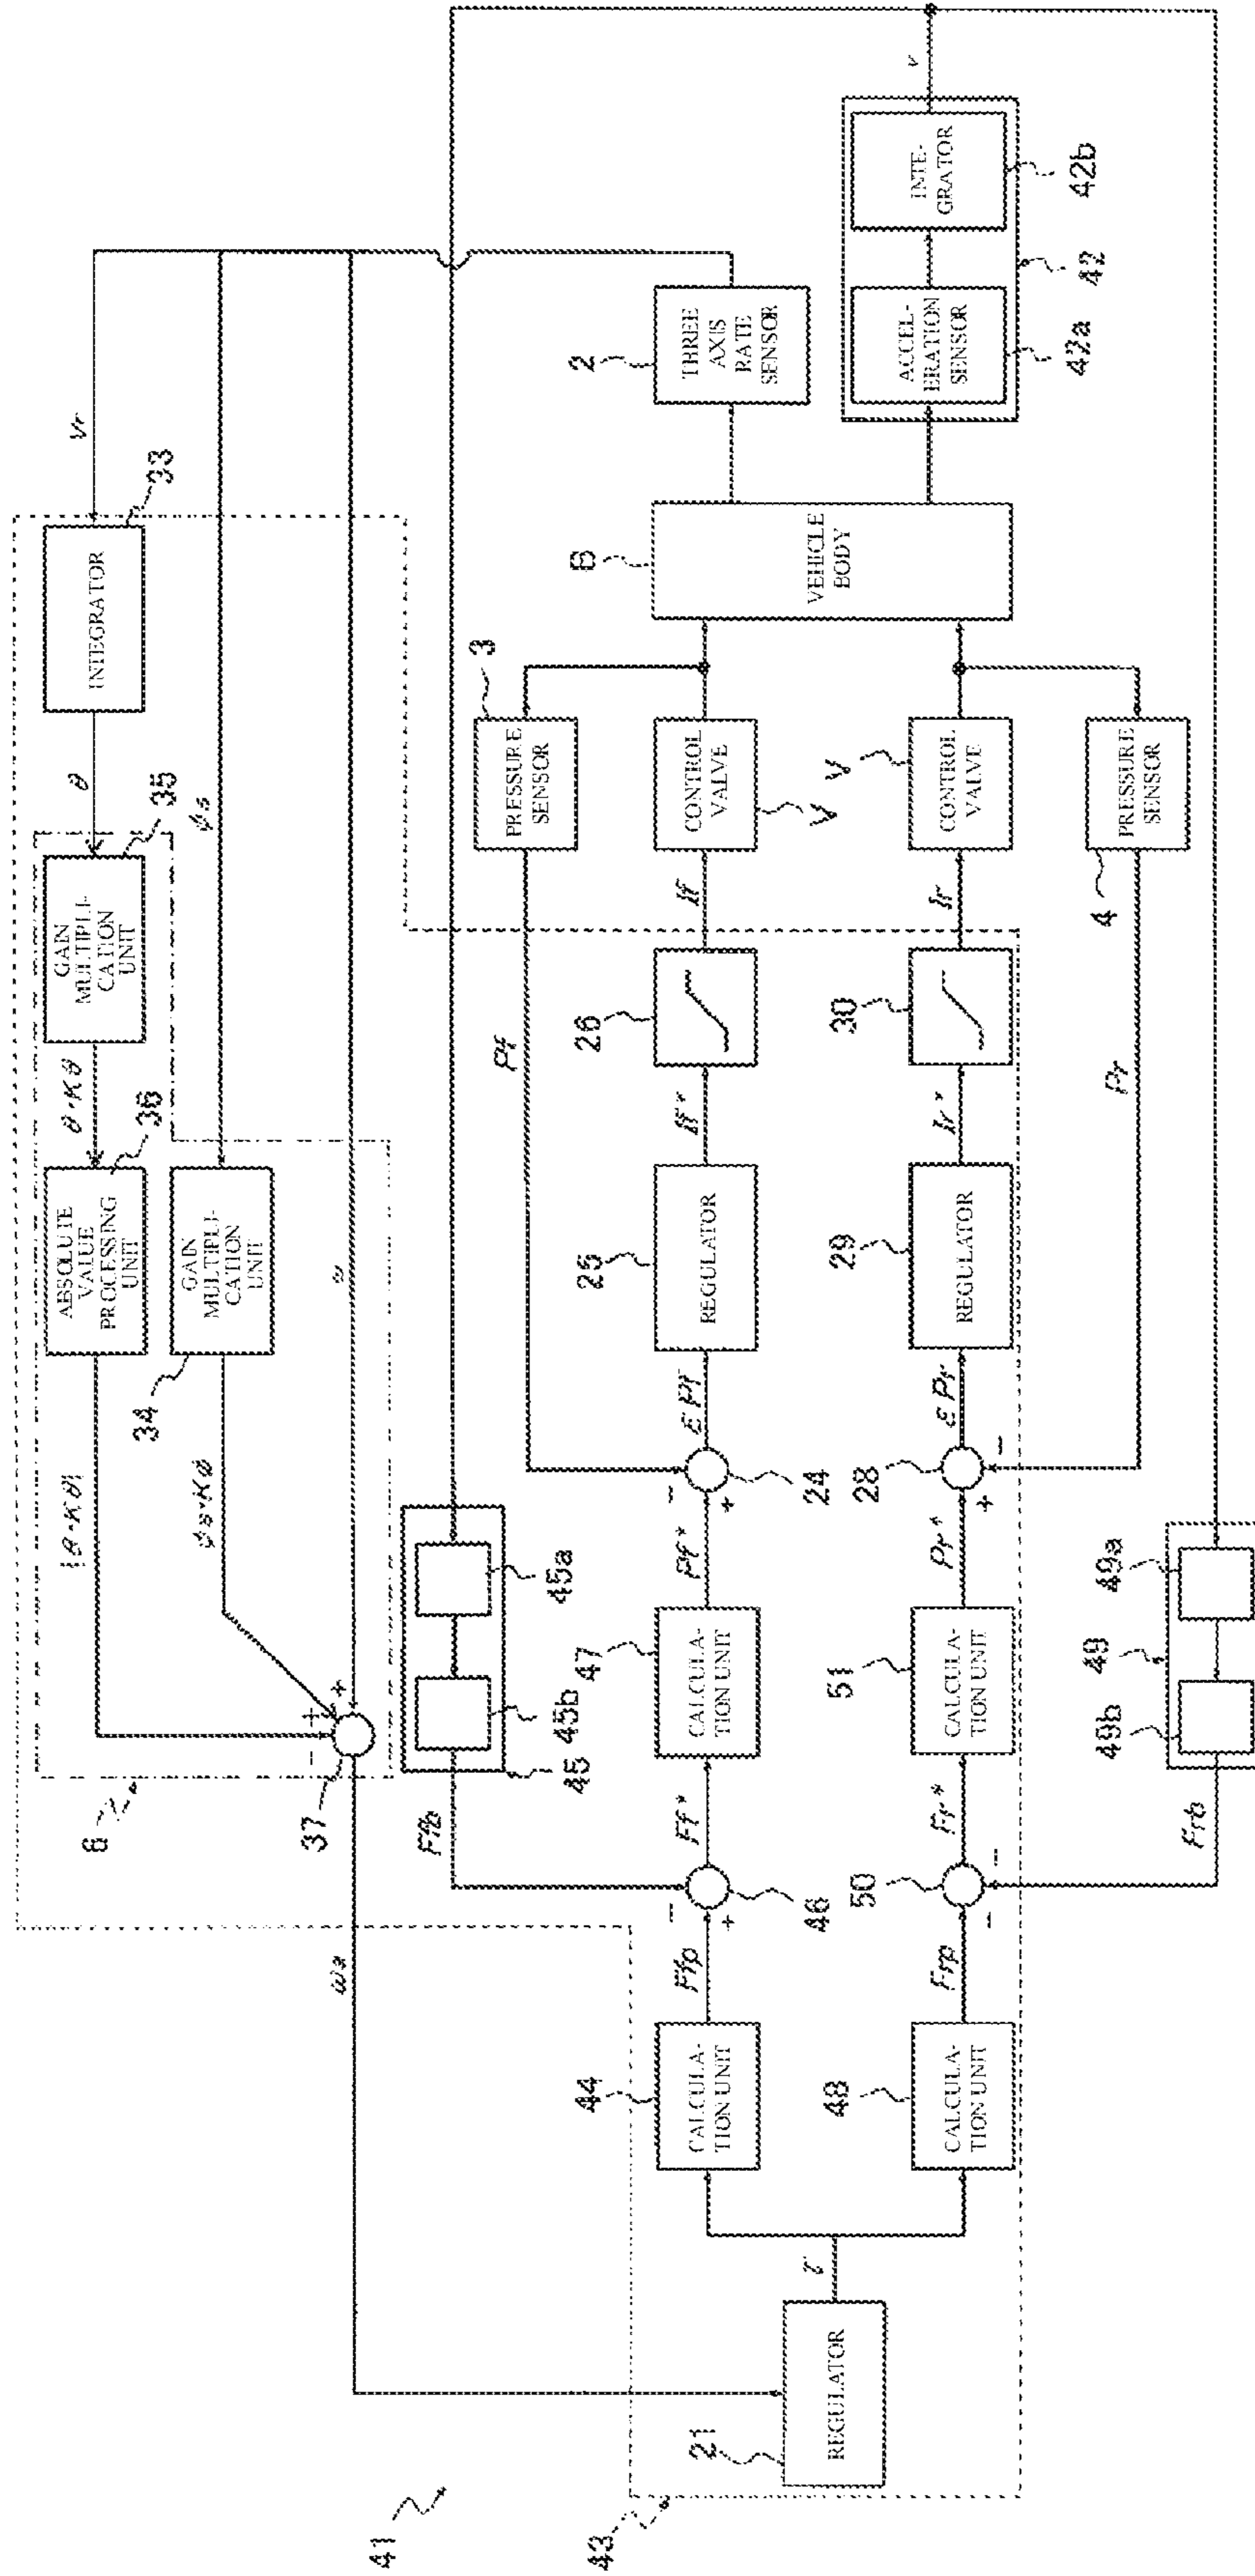 41
43
21
REGULATOR
τ
ωa
6
37
+
+
−
|θ·Kθ|
34
GAIN
MULTIPLI-
CATION
UNIT
36
ABSOLUTE
VALUE
PROCESSING
UNIT
θ·Kθ
35
GAIN
MULTIPLI-
CATION
UNIT
θ
33
INTEGRATOR
Vr
44
CALCULA-
TION UNIT
Ffp
46
−
+
Ffb
45
45b
45a
Ff*
47
CALCULA-
TION UNIT
Pf*
24
−
+
εPf
25
REGULATOR
If*
26
If
V
CONTROL
VALVE
3
PRESSURE
SENSOR
Pf
48
CALCULA-
TION UNIT
Frp
50
−
−
Frb
49
49b
49a
Fr*
51
CALCULA-
TION UNIT
Pr*
28
−
+
εPr
29
REGULATOR
Ir*
30
Ir
V
CONTROL
VALVE
4
PRESSURE
SENSOR
Pr
B
VEHICLE
BODY
2
THREE
AXIS
RATE
SENSOR
42
42a
ACCEL-
ERATION
SENSOR
42b
INTE-
GRATOR
v